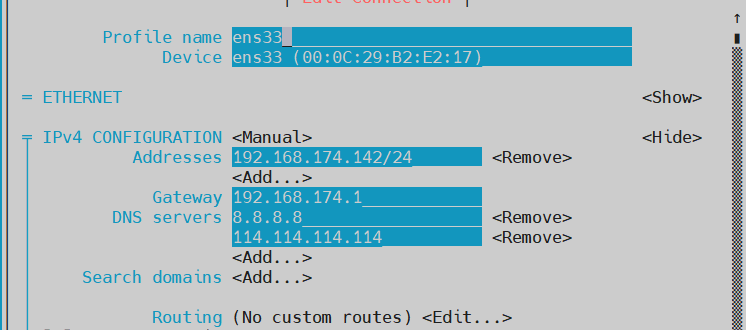 Edit Connection
Profile name ens33
Device ens33 (00:0C:29:B2:E2:17)
= ETHERNET <Show>
IPv4 CONFIGURATION <Manual> <Hide>
Addresses 192.168.174.142/24 <Remove>
<Add...>
Gateway 192.168.174.1
DNS servers 8.8.8.8 <Remove>
114.114.114.114 <Remove>
<Add...>
Search domains <Add...>
Routing (No custom routes) <Edit...>